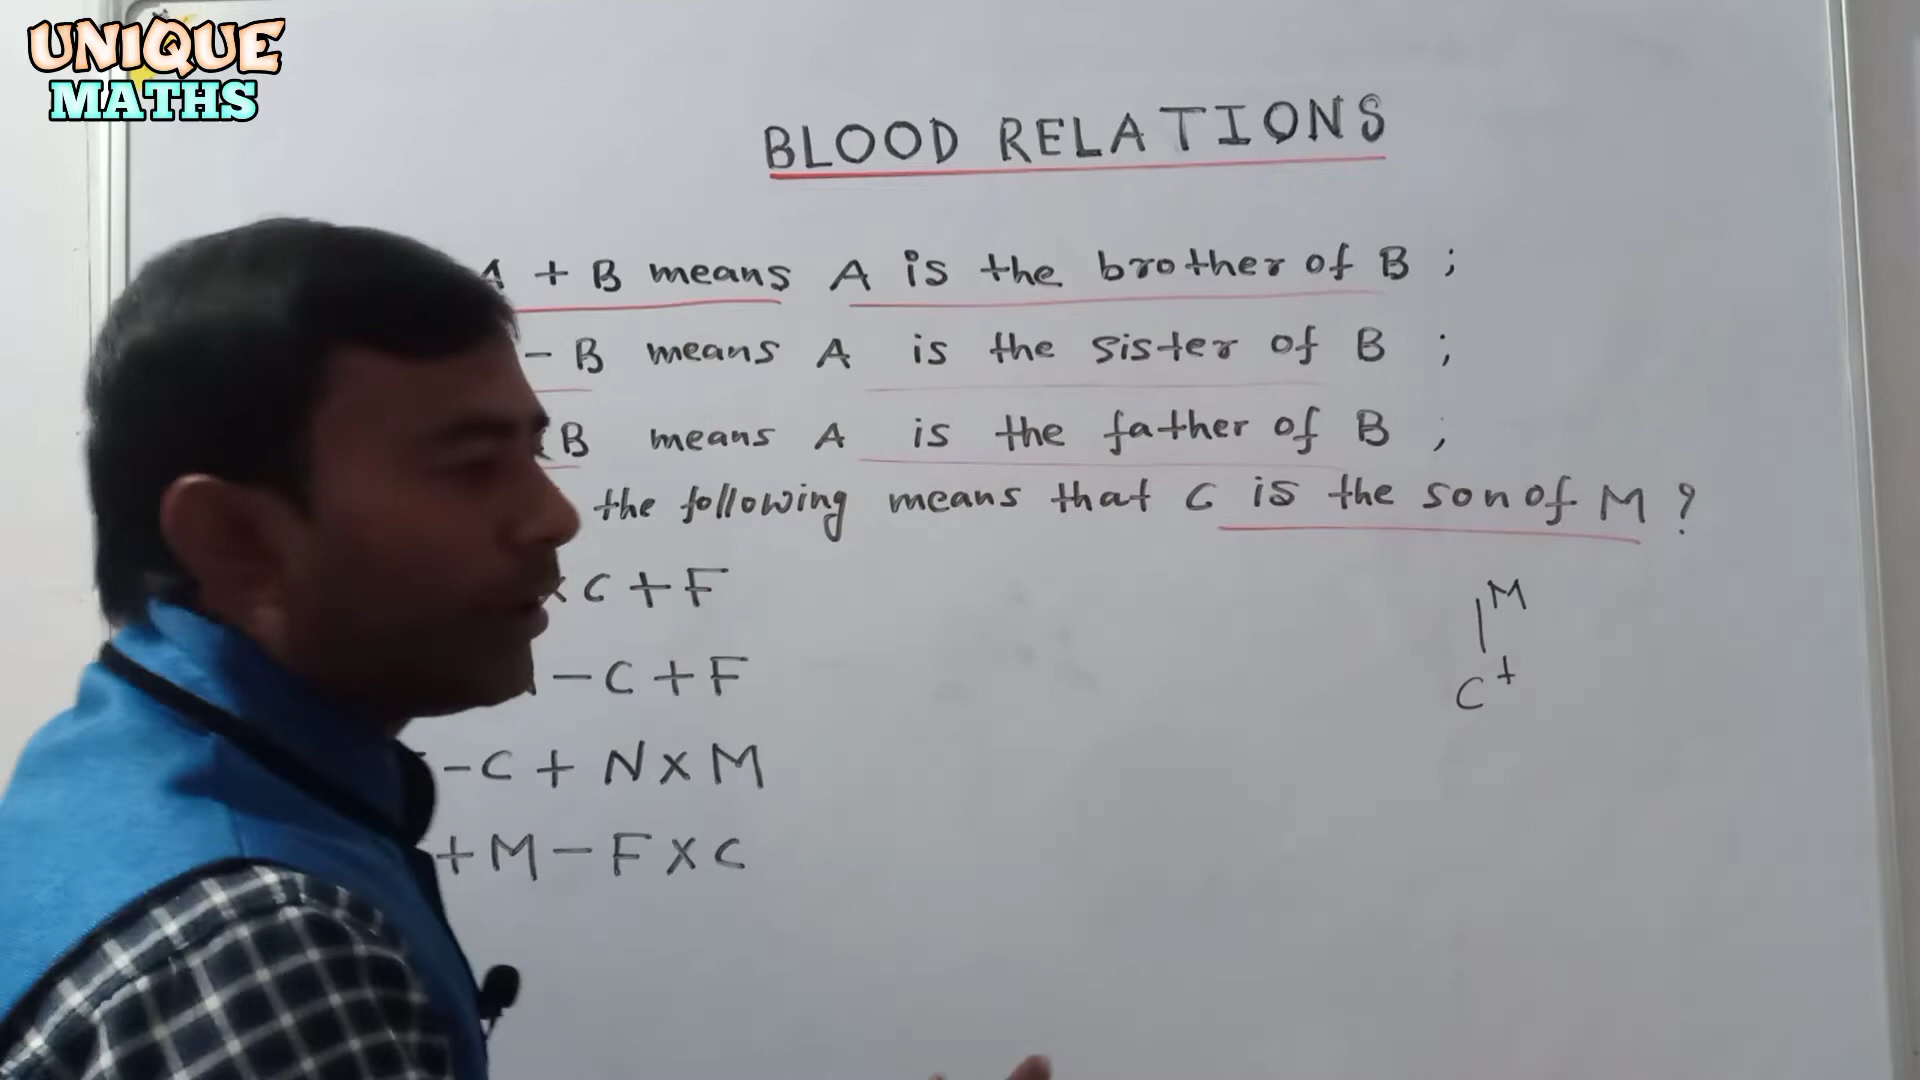 UNIQUE
MATHS
BLOOD RELATIONS
A + B means A is the brother of B ;
- B means A is the sister of B ;
B means A is the father of B ;
the following means that C is the son of M ?
x C + F
- C + F
- C + N x M
+ M - F x C
M
C +